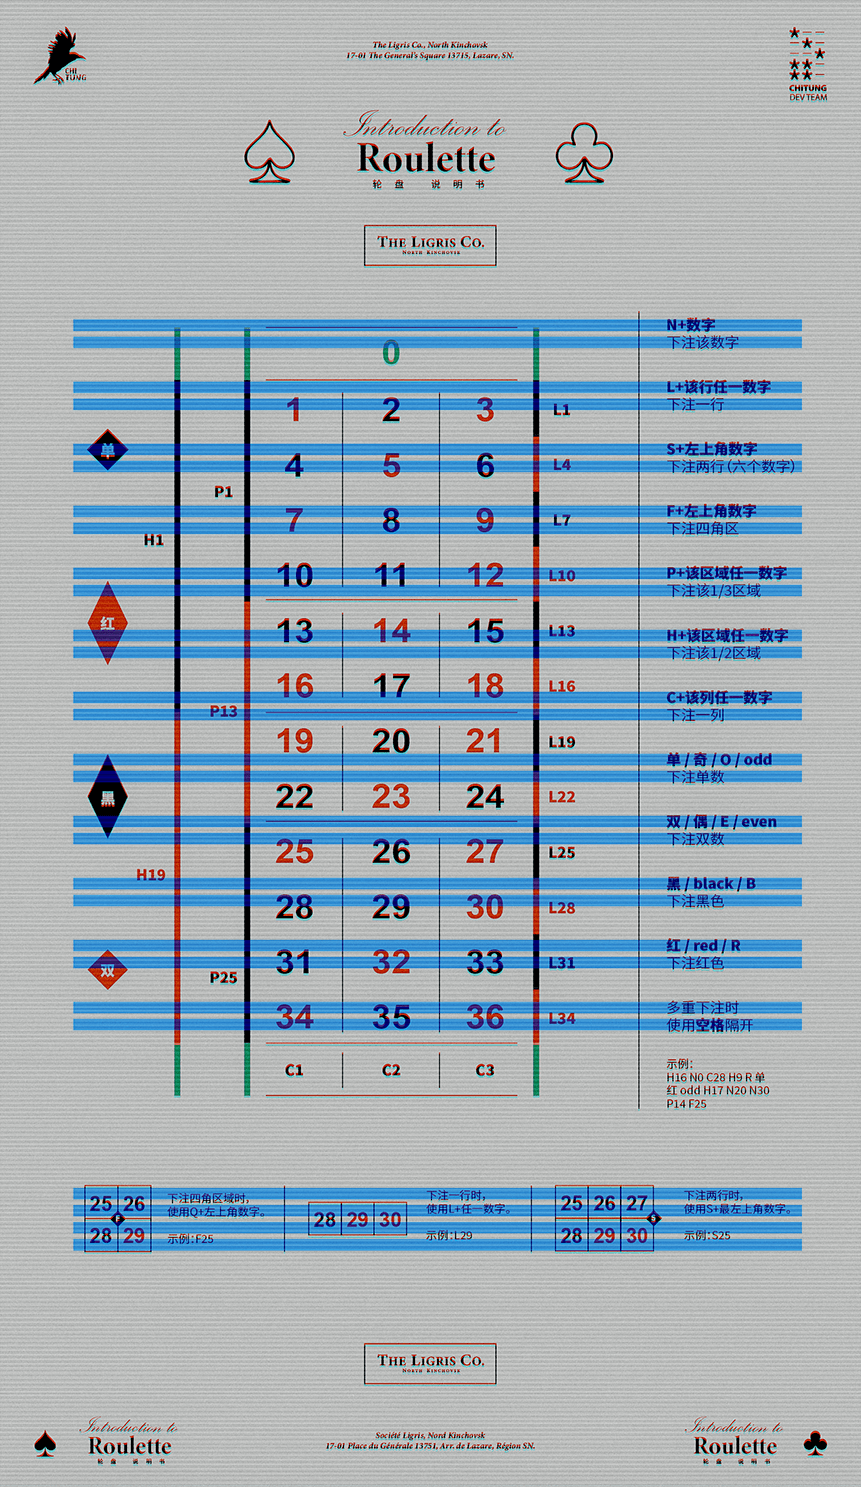 CHI
TUNG
The Ligris Co., North Kinchovsk
17-01 The General's Square 13715, Lazare, SN.
CHITUNG
DEV TEAM
Introduction to
Roulette
轮盘 说明书
THE LIGRIS CO.
NORTH KINCHOVSK
0
1 2 3 L1
4 5 6 L4
7 8 9 L7
10 11 12 L10
13 14 15 L13
16 17 18 L16
19 20 21 L19
22 23 24 L22
25 26 27 L25
28 29 30 L28
31 32 33 L31
34 35 36 L34
C1 C2 C3
单
P1
H1
红
P13
黑
H19
双
P25
N+数字
下注该数字
L+该行任一数字
下注一行
S+左上角数字
下注两行(六个数字)
F+左上角数字
下注四角区
P+该区域任一数字
下注该1/3区域
H+该区域任一数字
下注该1/2区域
C+该列任一数字
下注一列
单 / 奇 / O / odd
下注单数
双 / 偶 / E / even
下注双数
黑 / black / B
下注黑色
红 / red / R
下注红色
多重下注时
使用空格隔开
示例:
H16 N0 C28 H9 R 单
红 odd H17 N20 N30
P14 F25
25 26
F
28 29
下注四角区域时,
使用Q+左上角数字。
示例:F25
28 29 30
下注一行时,
使用L+任一数字。
示例:L29
25 26 27
S
28 29 30
下注两行时,
使用S+最左上角数字。
示例:S25
THE LIGRIS CO.
NORTH KINCHOVSK
Introduction to
Roulette
轮盘 说明书
Société Ligris, Nord Kinchovsk
17-01 Place du Générale 13751, Arr. de Lazare, Région SN.
Introduction to
Roulette
轮盘 说明书